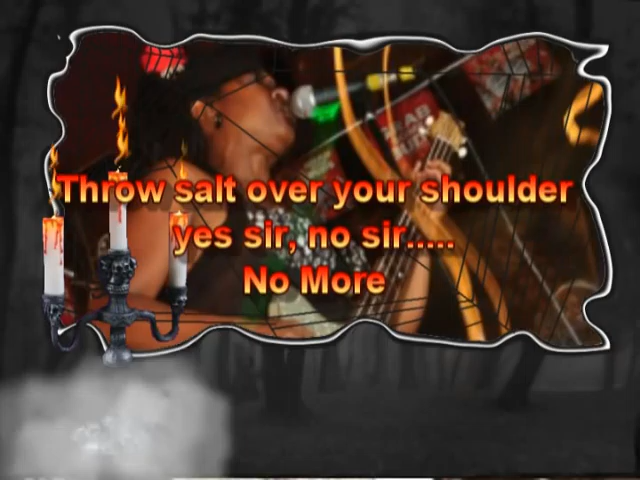 Throw salt over your shoulder
yes sir, no sir.....
No More